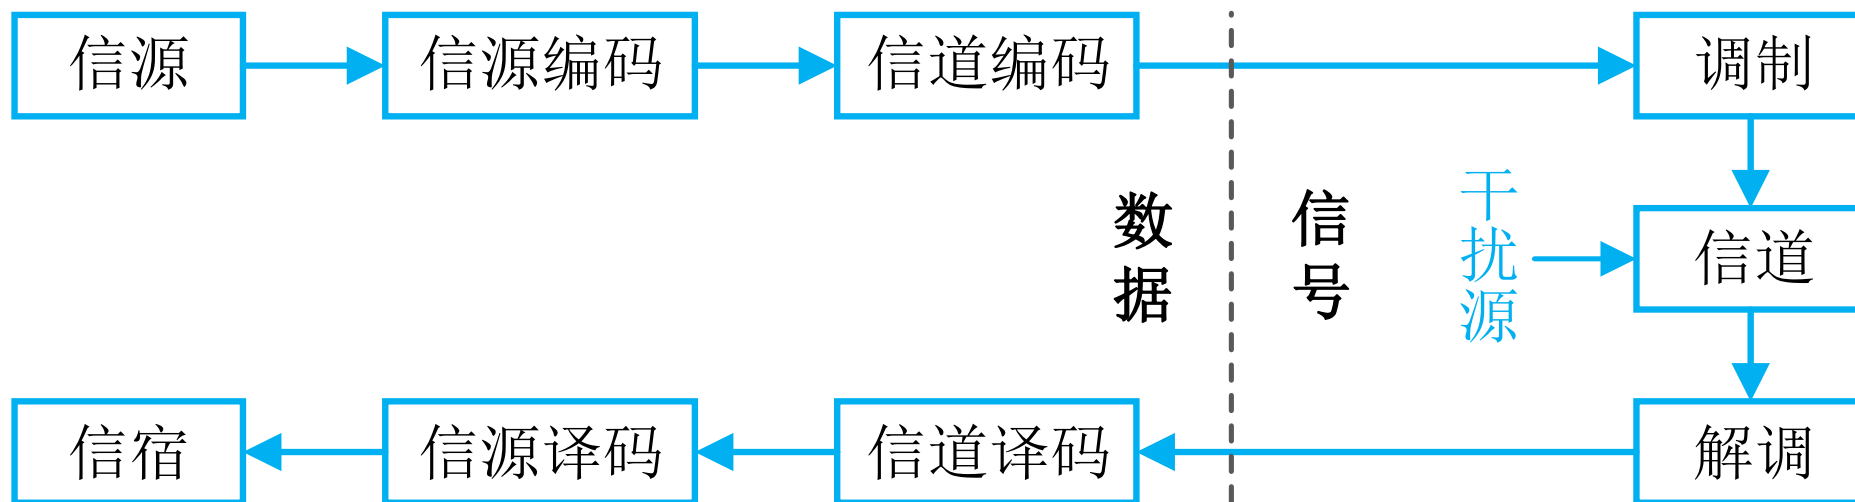 信源
信源编码
信道编码
调制
数据
信号
干扰源
信道
信宿
信源译码
信道译码
解调